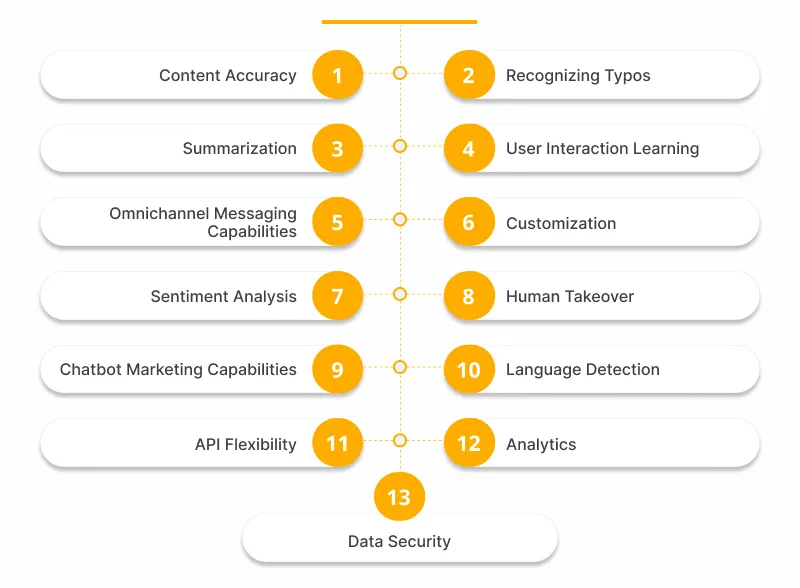 1
Content Accuracy
2
Recognizing Typos
3
Summarization
4
User Interaction Learning
5
Omnichannel Messaging
Capabilities
6
Customization
7
Sentiment Analysis
8
Human Takeover
9
Chatbot Marketing Capabilities
10
Language Detection
11
API Flexibility
12
Analytics
13
Data Security